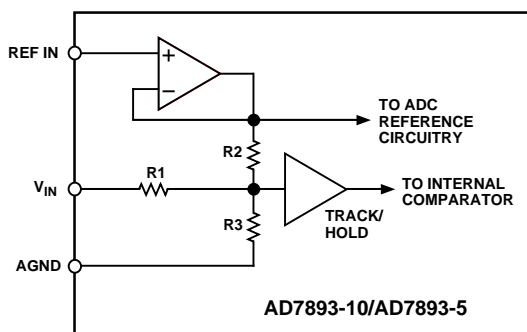 REF IN
+
−
TO ADC
REFERENCE
CIRCUITRY
R2
R1
VIN
TO INTERNAL
COMPARATOR
TRACK/
HOLD
R3
AGND
AD7893-10/AD7893-5